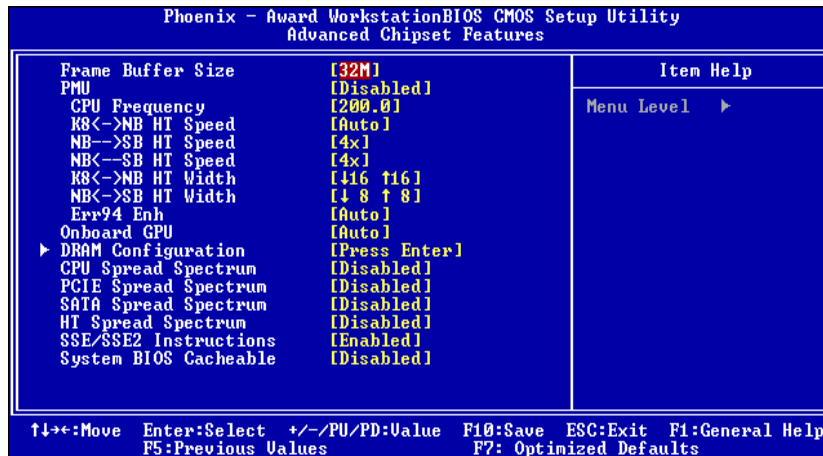 Phoenix - Award WorkstationBIOS CMOS Setup Utility
Advanced Chipset Features
Frame Buffer Size [32M]
PMU [Disabled]
CPU Frequency [200.0]
K8<->NB HT Speed [Auto]
NB-->SB HT Speed [4x]
NB<--SB HT Speed [4x]
K8<->NB HT Width [↓16 ↑16]
NB<->SB HT Width [↓ 8 ↑ 8]
Err94 Enh [Auto]
Onboard GPU [Auto]
► DRAM Configuration [Press Enter]
CPU Spread Spectrum [Disabled]
PCIE Spread Spectrum [Disabled]
SATA Spread Spectrum [Disabled]
HT Spread Spectrum [Disabled]
SSE/SSE2 Instructions [Enabled]
System BIOS Cacheable [Disabled]
Item Help
Menu Level ►
↑↓→←:Move Enter:Select +/-/PU/PD:Value F10:Save ESC:Exit F1:General Help
F5:Previous Values F7: Optimized Defaults